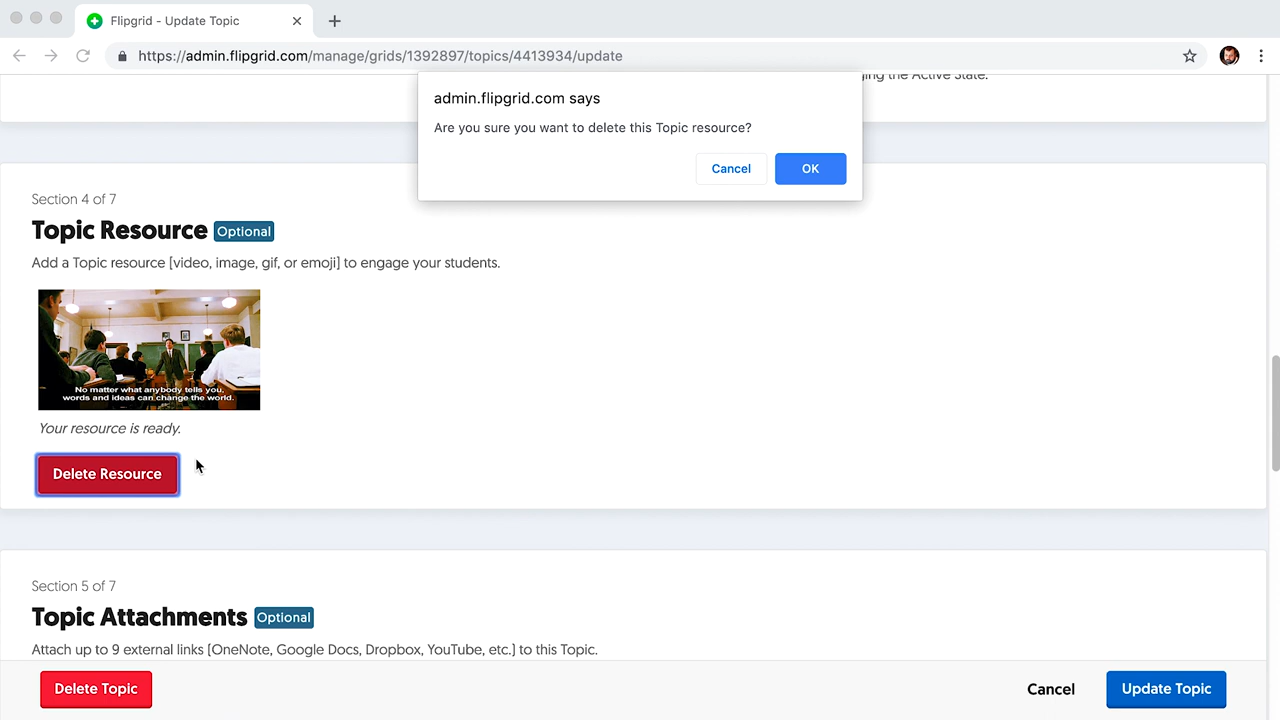 Flipgrid - Update Topic
https://admin.flipgrid.com/manage/grids/1392897/topics/4413934/update
ing the Active State.
admin.flipgrid.com says
Are you sure you want to delete this Topic resource?
Cancel
OK
Section 4 of 7
Topic Resource Optional
Add a Topic resource [video, image, gif, or emoji] to engage your students.
No matter what anybody tells you,
words and ideas can change the world.
Your resource is ready.
Delete Resource
Section 5 of 7
Topic Attachments Optional
Attach up to 9 external links [OneNote, Google Docs, Dropbox, YouTube, etc.] to this Topic.
Delete Topic
Cancel
Update Topic